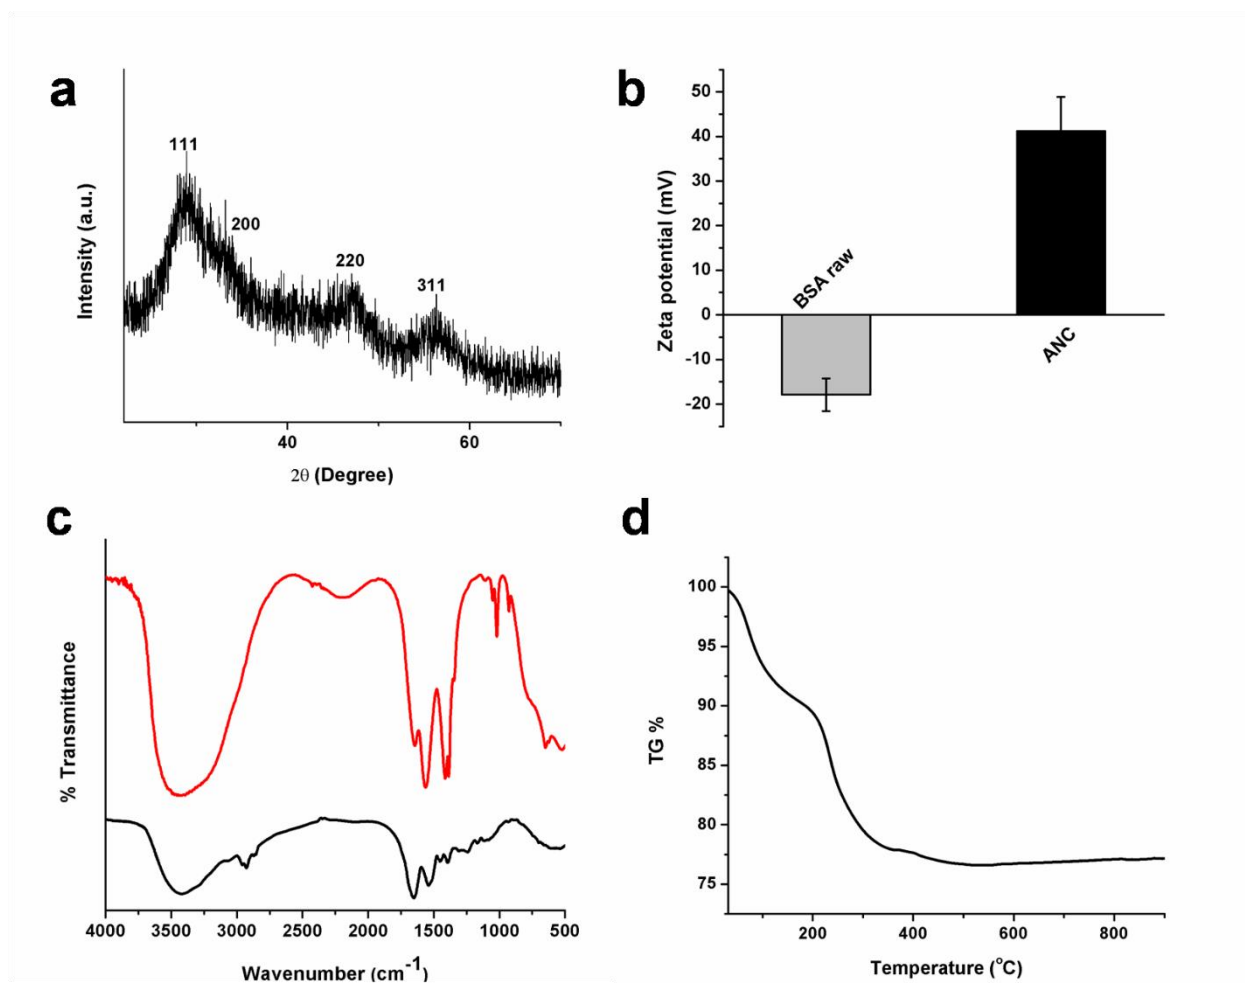 a
111
200
220
311
Intensity (a.u.)
40
60
2θ (Degree)
b
50
40
30
20
10
0
-10
-20
Zeta potential (mV)
BSA raw
ANC
c
% Transmittance
4000
3500
3000
2500
2000
1500
1000
500
Wavenumber (cm⁻¹)
d
100
95
90
85
80
75
TG %
200
400
600
800
Temperature (°C)